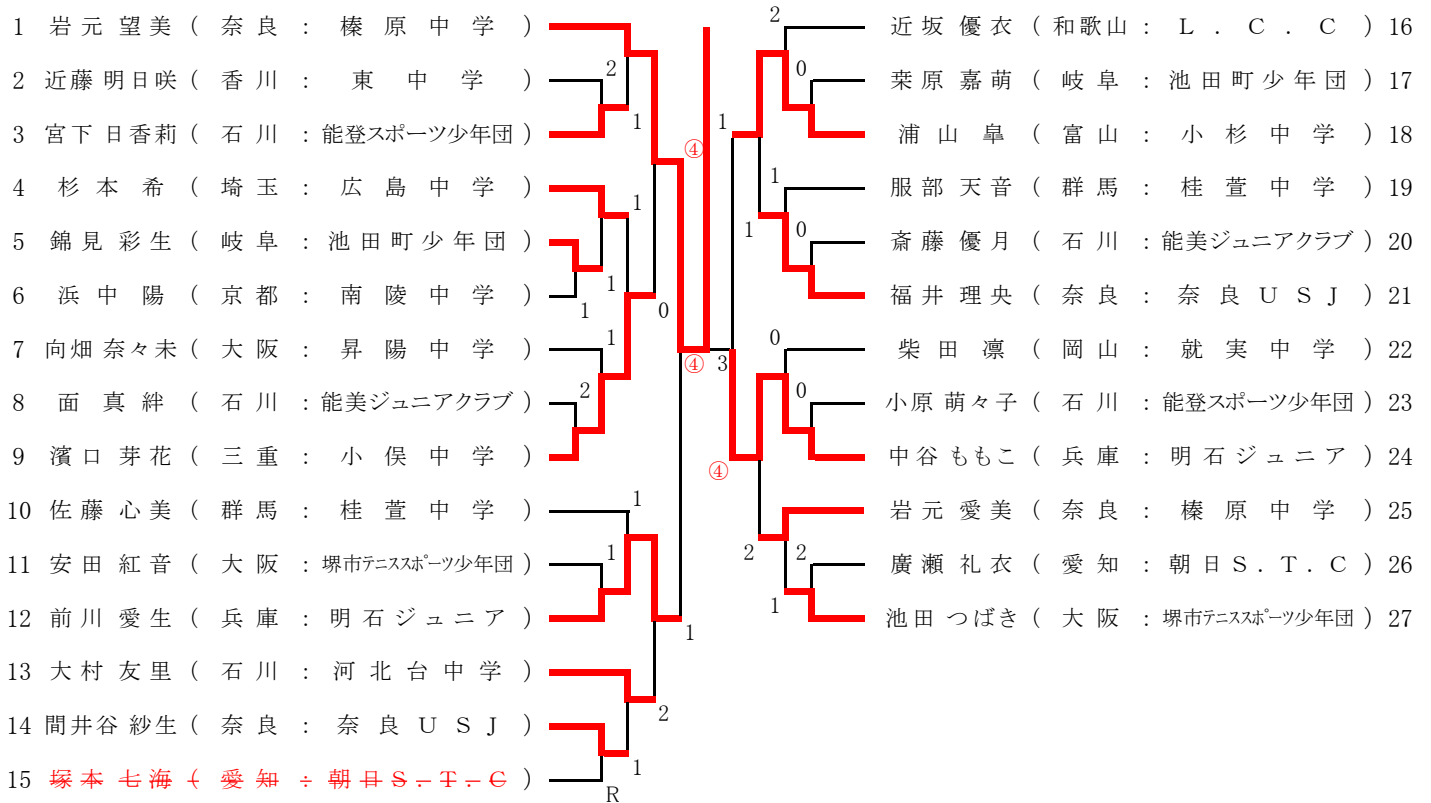 1 岩元望美 ( 奈良 : 榛原中学 )
2 近藤明日咲 ( 香川 : 東中学 )
3 宮下日香莉 ( 石川 : 能登スポーツ少年団 )
4 杉本希 ( 埼玉 : 広島中学 )
5 錦見彩生 ( 岐阜 : 池田町少年団 )
6 浜中陽 ( 京都 : 南陵中学 )
7 向畑奈々未 ( 大阪 : 昇陽中学 )
8 面真絆 ( 石川 : 能美ジュニアクラブ )
9 濱口芽花 ( 三重 : 小俣中学 )
10 佐藤心美 ( 群馬 : 桂萱中学 )
11 安田紅音 ( 大阪 : 堺市テニススポーツ少年団 )
12 前川愛生 ( 兵庫 : 明石ジュニア )
13 大村友里 ( 石川 : 河北台中学 )
14 間井谷紗生 ( 奈良 : 奈良USJ )
15 塚本七海 ( 愛知 : 朝日S.T.C )
2
1
1
1
1
1
2
0
1
1
1
2
1
R
④
④
3
④
2
0
1
1
0
1
0
0
2
2
1
近坂優衣 ( 和歌山 : L.C.C ) 16
栞原嘉萌 ( 岐阜 : 池田町少年団 ) 17
浦山皐 ( 富山 : 小杉中学 ) 18
服部天音 ( 群馬 : 桂萱中学 ) 19
斎藤優月 ( 石川 : 能美ジュニアクラブ ) 20
福井理央 ( 奈良 : 奈良USJ ) 21
柴田凛 ( 岡山 : 就実中学 ) 22
小原萌々子 ( 石川 : 能登スポーツ少年団 ) 23
中谷ももこ ( 兵庫 : 明石ジュニア ) 24
岩元愛美 ( 奈良 : 榛原中学 ) 25
廣瀬礼衣 ( 愛知 : 朝日S.T.C ) 26
池田つばき ( 大阪 : 堺市テニススポーツ少年団 ) 27